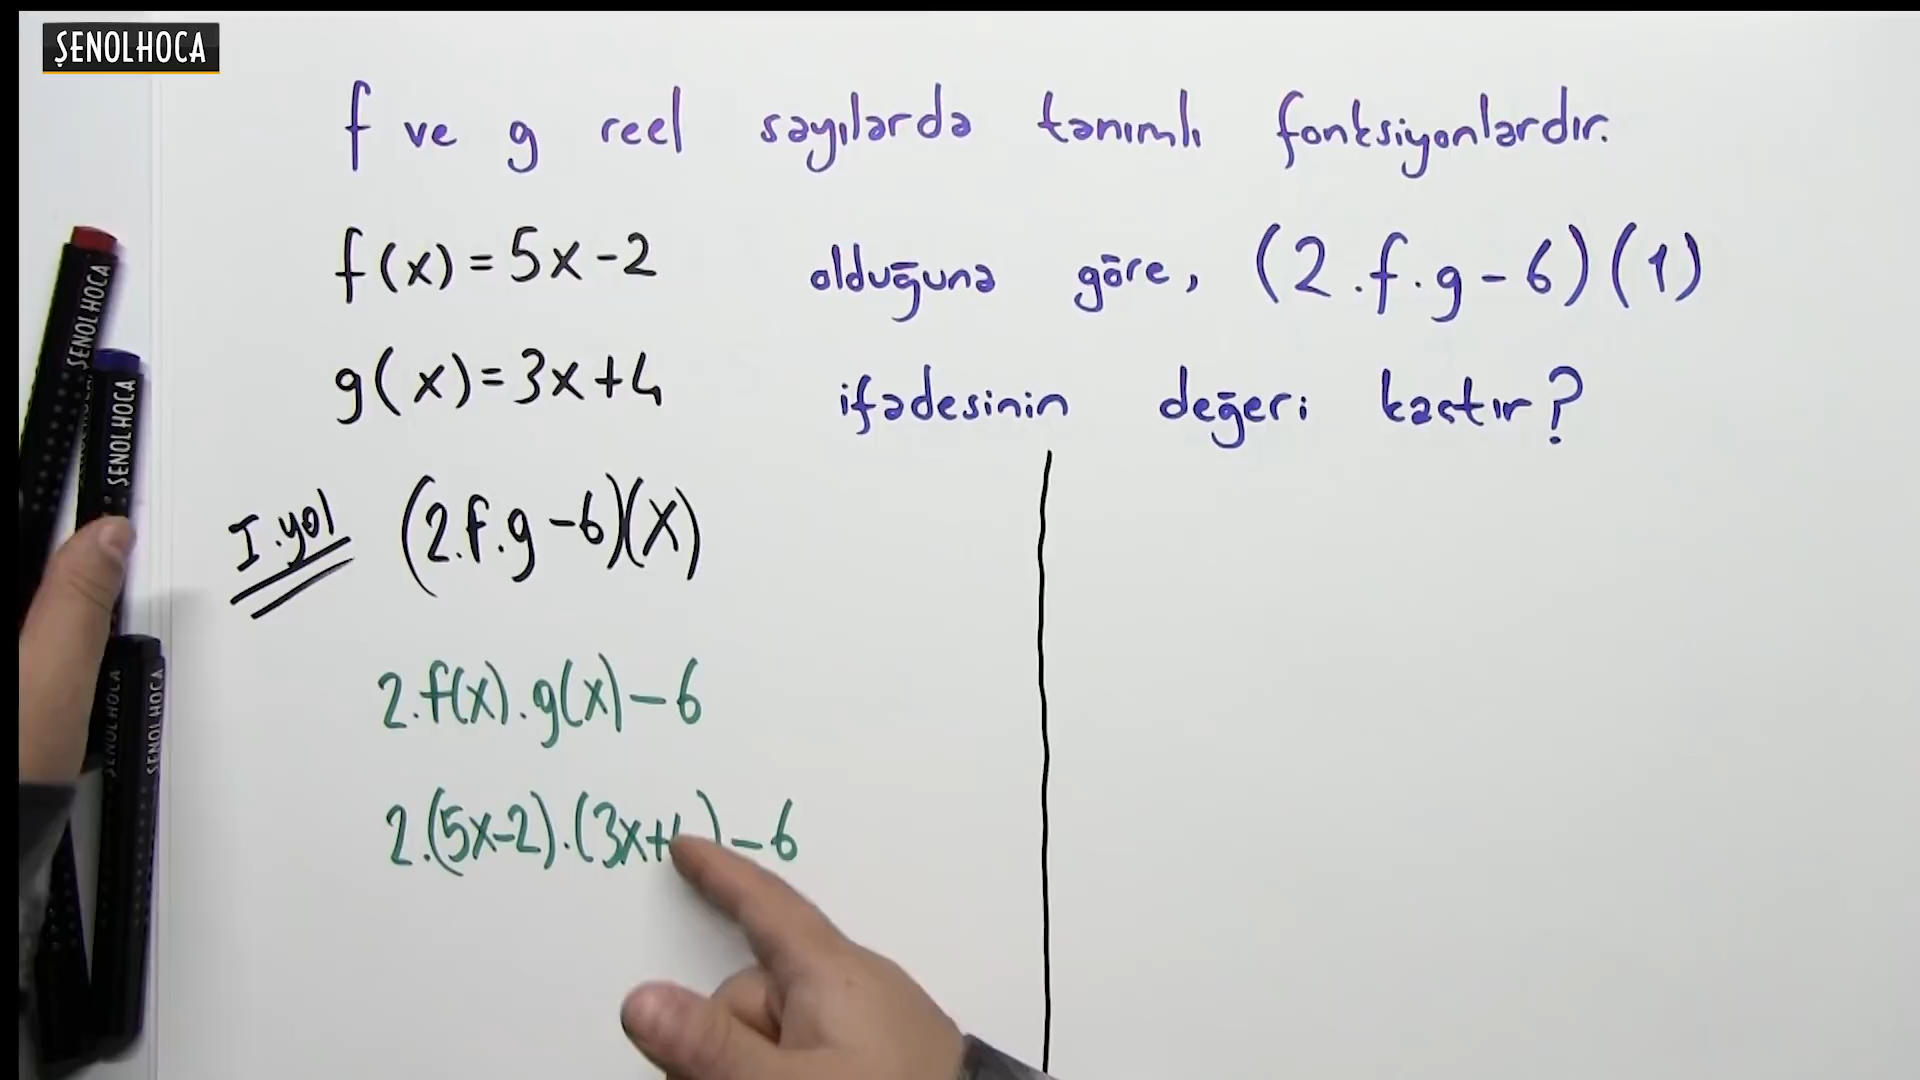 ŞENOLHOCA
f ve g reel sayılarda tanımlı fonksiyonlardır.
f(x)=5x-2 olduğuna göre, (2.f.g-6)(1)
g(x)=3x+4 ifadesinin değeri kaçtır?
I.yol (2.f.g-6)(x)
2.f(x).g(x)-6
2.(5x-2).(3x+4)-6
ŞENOLHOCA
ŞENOLHOCA
ŞENOLHOCA
ŞENOLHOCA